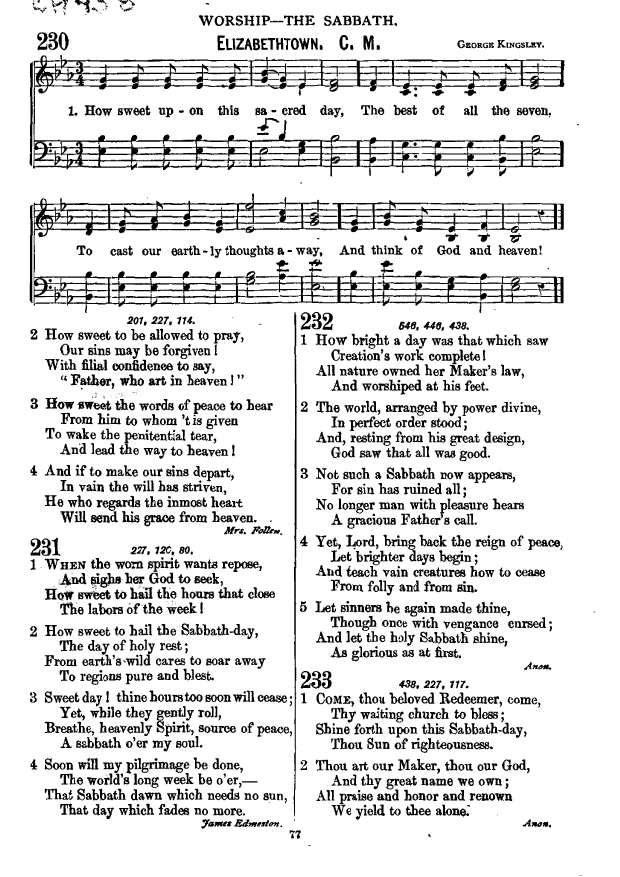 WORSHIP—THE SABBATH.
230 ELIZABETHTOWN. C. M. GEORGE KINGSLEY.
1. How sweet up - on this sa - cred day, The best of all the seven,
To cast our earth - ly thoughts a - way, And think of God and heaven!
201, 227, 114.
2 How sweet to be allowed to pray,
Our sins may be forgiven!
With filial confidence to say,
"Father, who art in heaven!"
3 How sweet the words of peace to hear
From him to whom 't is given
To wake the penitential tear,
And lead the way to heaven!
4 And if to make our sins depart,
In vain the will has striven,
He who regards the inmost heart
Will send his grace from heaven.
Mrs. Follen.
231 227, 120, 80.
1 WHEN the worn spirit wants repose,
And sighs her God to seek,
How sweet to hail the hours that close
The labors of the week!
2 How sweet to hail the Sabbath-day,
The day of holy rest;
From earth's wild cares to soar away
To regions pure and blest.
3 Sweet day! thine hours too soon will cease;
Yet, while they gently roll,
Breathe, heavenly Spirit, source of peace,
A sabbath o'er my soul.
4 Soon will my pilgrimage be done,
The world's long week be o'er,—
That Sabbath dawn which needs no sun,
That day which fades no more.
James Edmeston.
232 546, 446, 438.
1 How bright a day was that which saw
Creation's work complete!
All nature owned her Maker's law,
And worshiped at his feet.
2 The world, arranged by power divine,
In perfect order stood;
And, resting from his great design,
God saw that all was good.
3 Not such a Sabbath now appears,
For sin has ruined all;
No longer man with pleasure hears
A gracious Father's call.
4 Yet, Lord, bring back the reign of peace,
Let brighter days begin;
And teach vain creatures how to cease
From folly and from sin.
5 Let sinners be again made thine,
Though once with vengance cursed;
And let the holy Sabbath shine,
As glorious as at first.
Anon.
233 438, 227, 117.
1 COME, thou beloved Redeemer, come,
Thy waiting church to bless;
Shine forth upon this Sabbath-day,
Thou Sun of righteousness.
2 Thou art our Maker, thou our God,
And thy great name we own;
All praise and honor and renown
We yield to thee alone.
Anon.
77